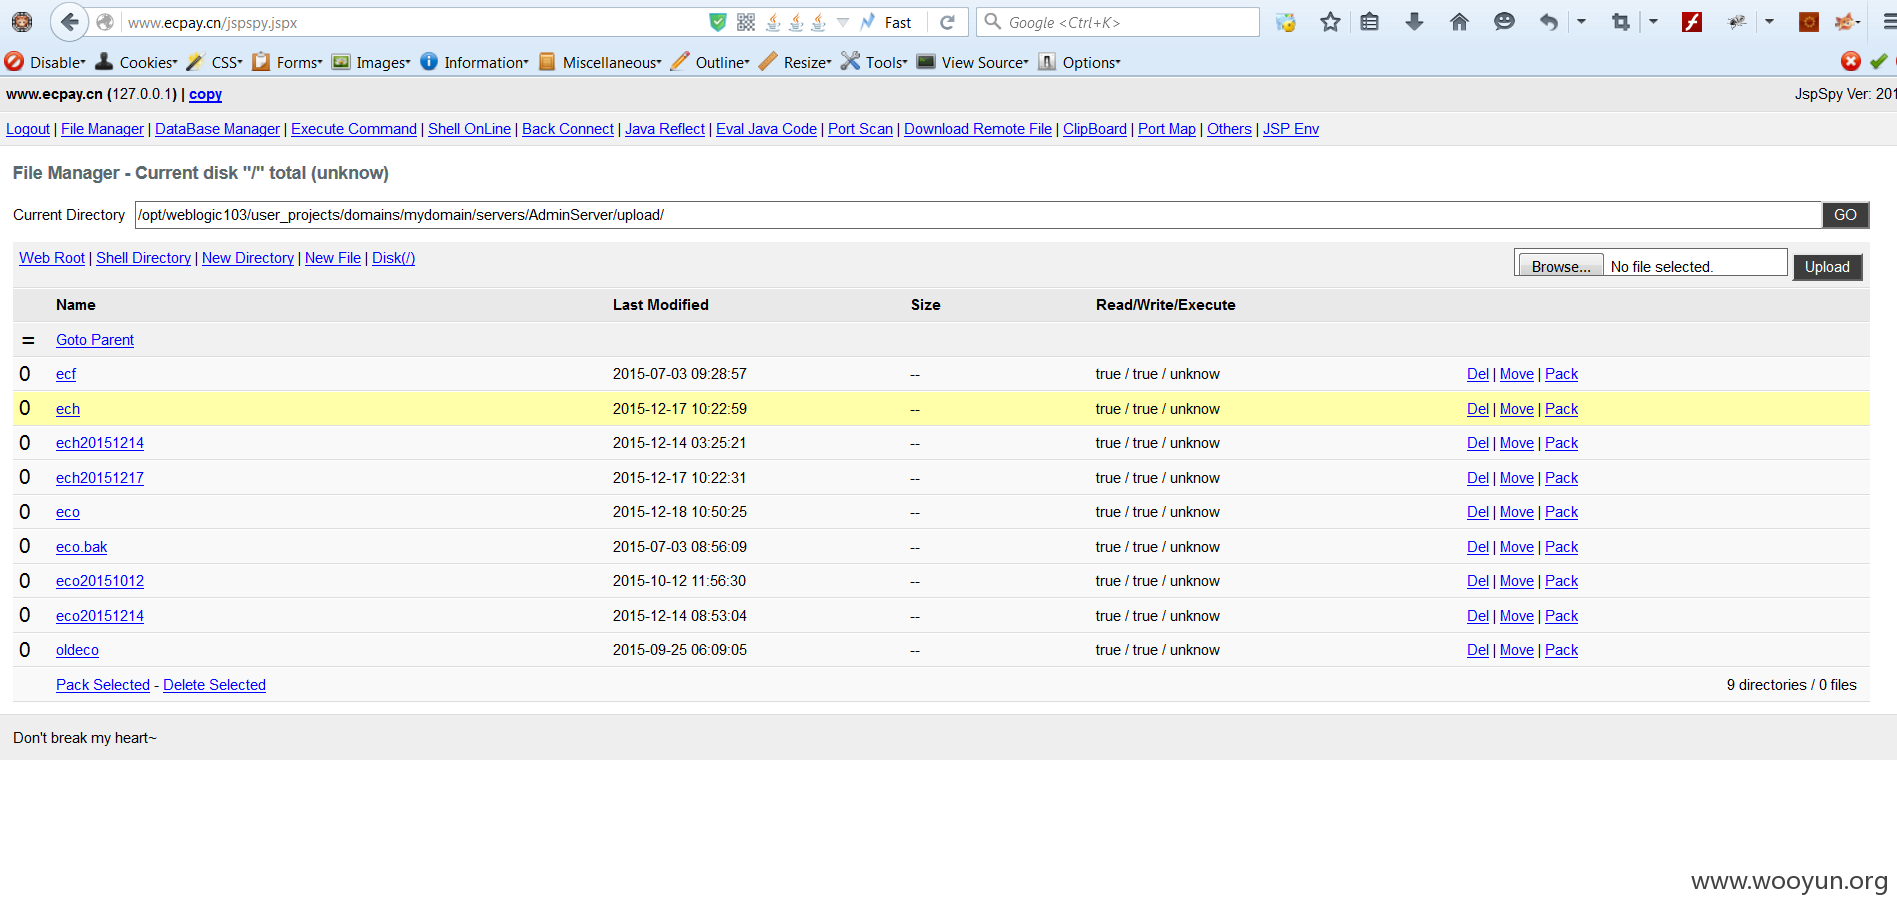 www.ecpay.cn/jspspy.jspx Fast Google <Ctrl+K>
Disable Cookies CSS Forms Images Information Miscellaneous Outline Resize Tools View Source Options
www.ecpay.cn (127.0.0.1) | copy JspSpy Ver: 201
Logout | File Manager | DataBase Manager | Execute Command | Shell OnLine | Back Connect | Java Reflect | Eval Java Code | Port Scan | Download Remote File | ClipBoard | Port Map | Others | JSP Env
File Manager - Current disk "/" total (unknow)
Current Directory /opt/weblogic103/user_projects/domains/mydomain/servers/AdminServer/upload/ GO
Web Root | Shell Directory | New Directory | New File | Disk(/) Browse... No file selected. Upload
Name Last Modified Size Read/Write/Execute
= Goto Parent
0 ecf 2015-07-03 09:28:57 -- true / true / unknow Del | Move | Pack
0 ech 2015-12-17 10:22:59 -- true / true / unknow Del | Move | Pack
0 ech20151214 2015-12-14 03:25:21 -- true / true / unknow Del | Move | Pack
0 ech20151217 2015-12-17 10:22:31 -- true / true / unknow Del | Move | Pack
0 eco 2015-12-18 10:50:25 -- true / true / unknow Del | Move | Pack
0 eco.bak 2015-07-03 08:56:09 -- true / true / unknow Del | Move | Pack
0 eco20151012 2015-10-12 11:56:30 -- true / true / unknow Del | Move | Pack
0 eco20151214 2015-12-14 08:53:04 -- true / true / unknow Del | Move | Pack
0 oldeco 2015-09-25 06:09:05 -- true / true / unknow Del | Move | Pack
Pack Selected - Delete Selected 9 directories / 0 files
Don't break my heart~
www.wooyun.org